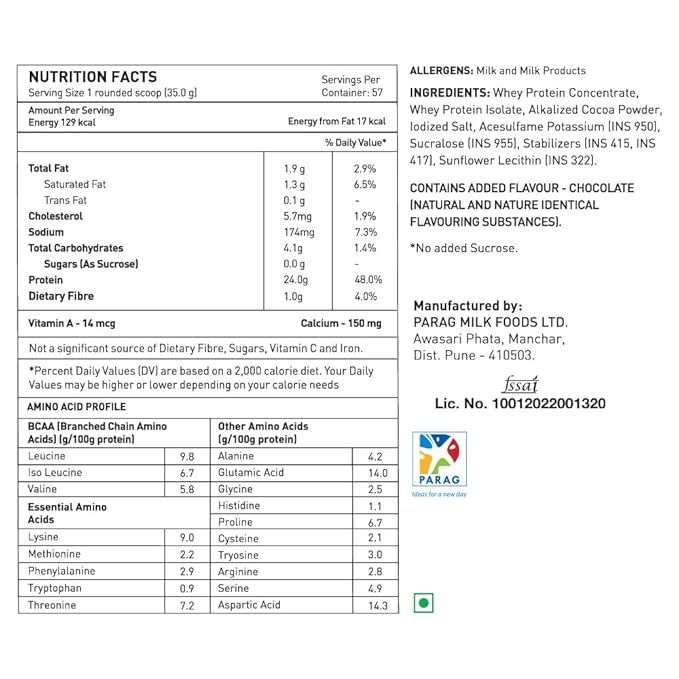 NUTRITION FACTS
Serving Size 1 rounded scoop (35.0 g)
Servings Per
Container: 57
Amount Per Serving
Energy 129 kcal
Energy from Fat 17 kcal
% Daily Value*
Total Fat 1.9 g 2.9%
Saturated Fat 1.3 g 6.5%
Trans Fat 0.1 g -
Cholesterol 5.7mg 1.9%
Sodium 174mg 7.3%
Total Carbohydrates 4.1g 1.4%
Sugars (As Sucrose) 0.0 g -
Protein 24.0g 48.0%
Dietary Fibre 1.0g 4.0%
Vitamin A - 14 mcg Calcium - 150 mg
Not a significant source of Dietary Fibre, Sugars, Vitamin C and Iron.
*Percent Daily Values (DV) are based on a 2,000 calorie diet. Your Daily
Values may be higher or lower depending on your calorie needs
AMINO ACID PROFILE
BCAA (Branched Chain Amino
Acids) (g/100g protein)
Leucine 9.8
Iso Leucine 6.7
Valine 5.8
Essential Amino
Acids
Lysine 9.0
Methionine 2.2
Phenylalanine 2.9
Tryptophan 0.9
Threonine 7.2
Other Amino Acids
(g/100g protein)
Alanine 4.2
Glutamic Acid 14.0
Glycine 2.5
Histidine 1.1
Proline 6.7
Cysteine 2.1
Tryosine 3.0
Arginine 2.8
Serine 4.9
Aspartic Acid 14.3
ALLERGENS: Milk and Milk Products
INGREDIENTS: Whey Protein Concentrate,
Whey Protein Isolate, Alkalized Cocoa Powder,
Iodized Salt, Acesulfame Potassium (INS 950),
Sucralose (INS 955), Stabilizers (INS 415, INS
417), Sunflower Lecithin (INS 322).
CONTAINS ADDED FLAVOUR - CHOCOLATE
(NATURAL AND NATURE IDENTICAL
FLAVOURING SUBSTANCES).
*No added Sucrose.
Manufactured by:
PARAG MILK FOODS LTD.
Awasari Phata, Manchar,
Dist. Pune - 410503.
fssai
Lic. No. 10012022001320
PARAG
Ideas for a new day